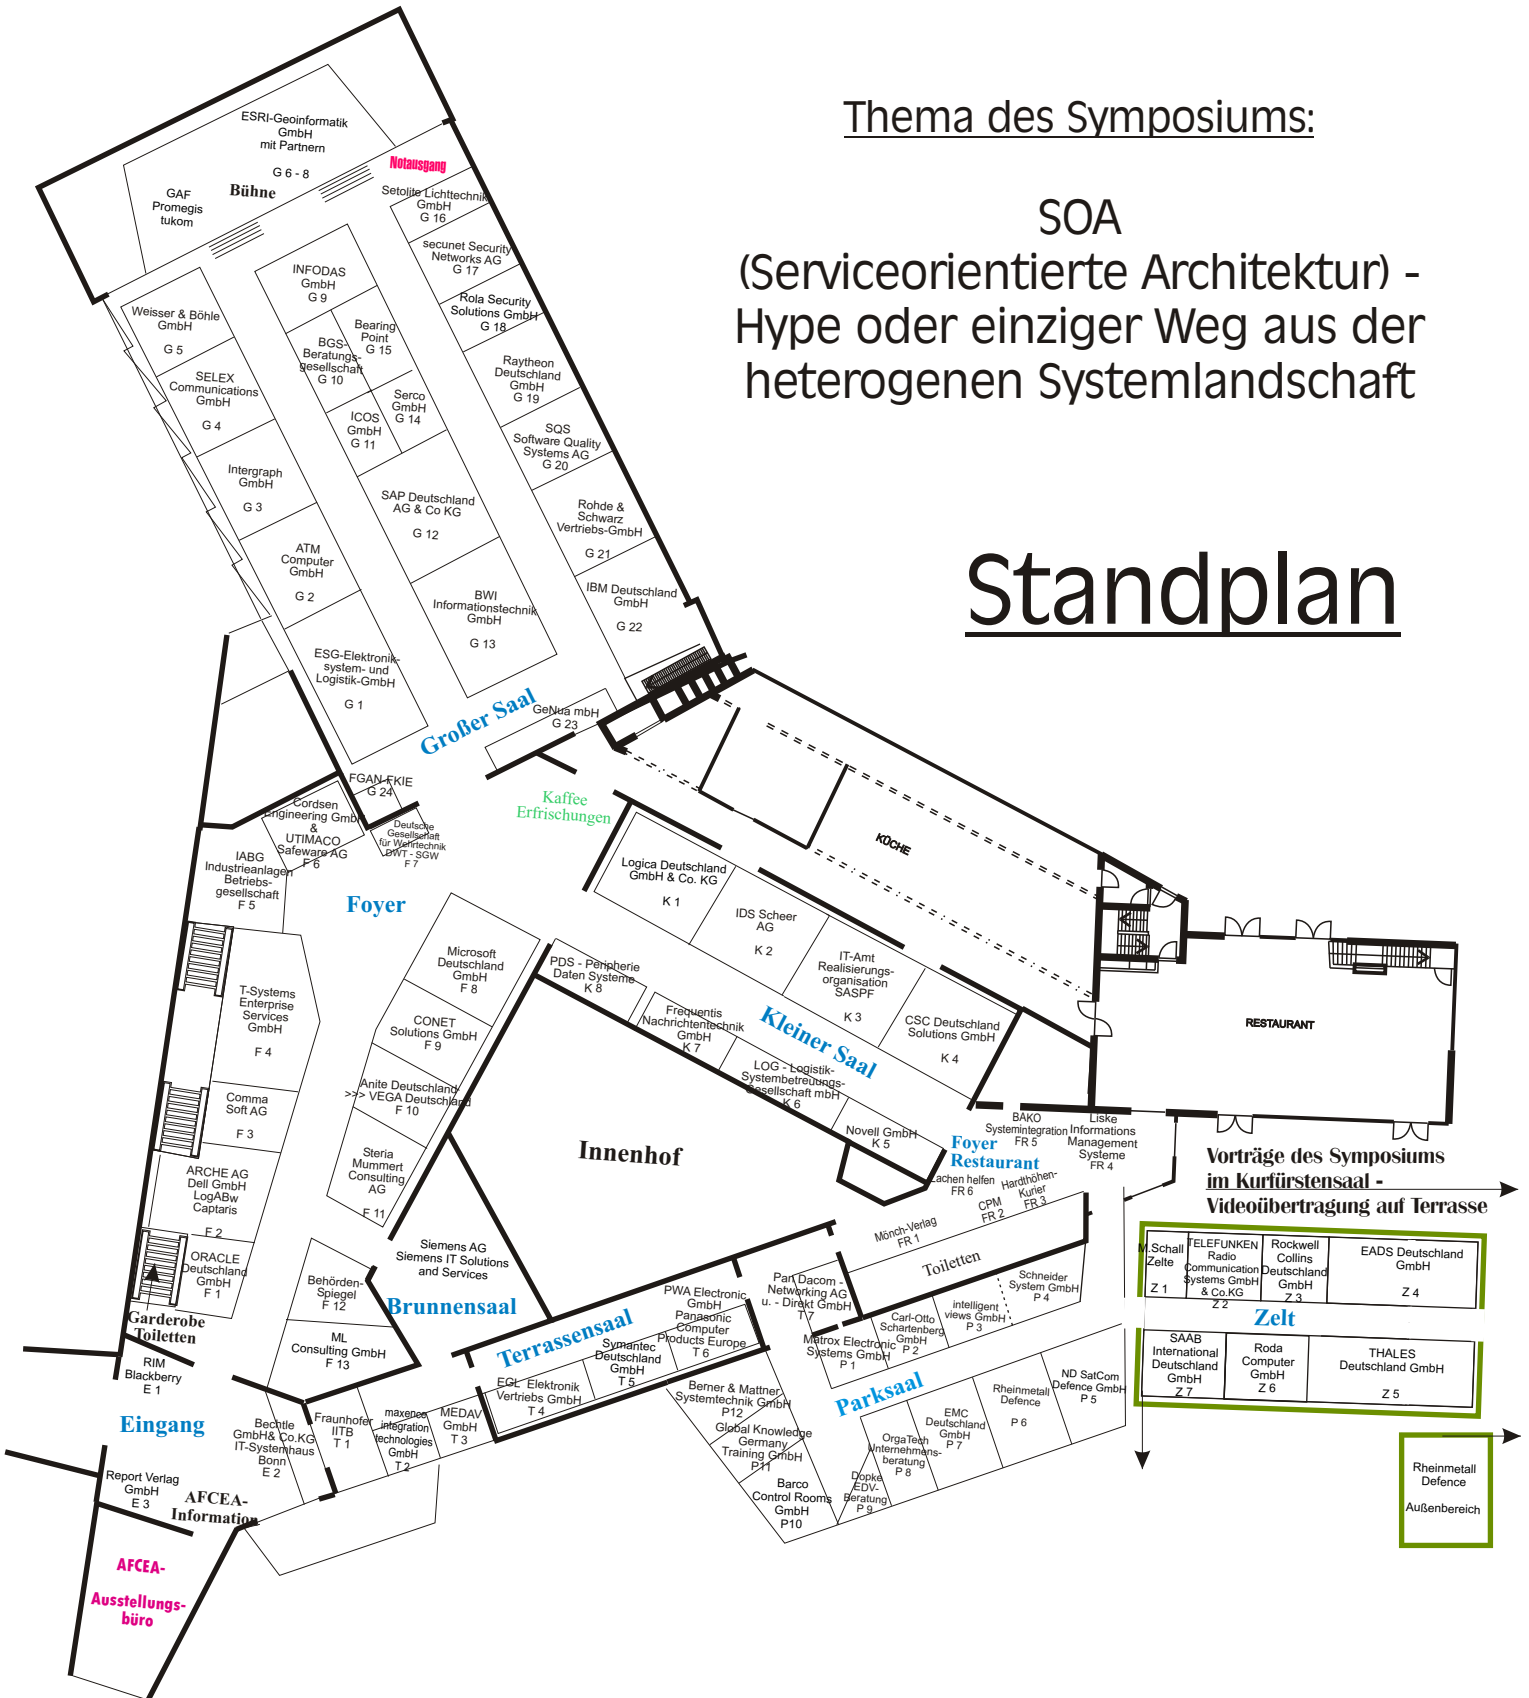 Thema des Symposiums:
SOA
(Serviceorientierte Architektur) -
Hype oder einziger Weg aus der
heterogenen Systemlandschaft
Standplan
ESRI-Geoinformatik
GmbH
mit Partnern
G 6 - 8
GAF
Promegis
tukom
Bühne
Notausgang
Setolite Lichttechnik
GmbH
G 16
secunet Security
Networks AG
G 17
Rola Security
Solutions GmbH
G 18
Raytheon
Deutschland
GmbH
G 19
SQS
Software Quality
Systems AG
G 20
Rohde &
Schwarz
Vertriebs-GmbH
G 21
IBM Deutschland
GmbH
G 22
INFODAS
GmbH
G 9
Bearing
Point
G 15
BGS-
Beratungs-
gesellschaft
G 10
Serco
GmbH
G 14
ICOS
GmbH
G 11
SAP Deutschland
AG & Co KG
G 12
BWI
Informationstechnik
GmbH
G 13
Weisser & Böhle
GmbH
G 5
SELEX
Communications
GmbH
G 4
Intergraph
GmbH
G 3
ATM
Computer
GmbH
G 2
ESG-Elektronik-
system- und
Logistik-GmbH
G 1
Großer Saal
GeNua mbH
G 23
FGAN-FKIE
G 24
Cordsen
Engineering GmbH
&
UTIMACO
Safeware AG
F 6
Deutsche
Gesellschaft
für Wehrtechnik
DWT - SGW
F 7
Kaffee
Erfrischungen
IABG
Industrieanlagen
Betriebs-
gesellschaft
F 5
Foyer
KÜCHE
Logica Deutschland
GmbH & Co. KG
K 1
IDS Scheer
AG
K 2
IT-Amt
Realisierungs-
organisation
SASPF
K 3
CSC Deutschland
Solutions GmbH
K 4
Kleiner Saal
PDS - Peripherie
Daten Systeme
K 8
Frequentis
Nachrichtentechnik
GmbH
K 7
LOG - Logistik-
Systembetreuungs-
Gesellschaft mbH
K 6
Novell GmbH
K 5
RESTAURANT
Microsoft
Deutschland
GmbH
F 8
CONET
Solutions GmbH
F 9
Anite Deutschland-
>>> VEGA Deutschland
F 10
Steria
Mummert
Consulting
AG
F 11
T-Systems
Enterprise
Services
GmbH
F 4
Comma
Soft AG
F 3
ARCHE AG
Dell GmbH
LogABw
Captaris
F 2
ORACLE
Deutschland
GmbH
F 1
Innenhof
Foyer
Restaurant
BAKO
Systemintegration
FR 5
Liske
Informations
Management
Systeme
FR 4
Lachen helfen
FR 6
Hardthöhen-
Kurier
FR 3
CPM
FR 2
Mönch-Verlag
FR 1
Toiletten
Vorträge des Symposiums
im Kurfürstensaal -
Videoübertragung auf Terrasse
M.Schall
Zelte
Z 1
TELEFUNKEN
Radio
Communication
Systems GmbH
& Co.KG
Z 2
Rockwell
Collins
Deutschland
GmbH
Z 3
EADS Deutschland
GmbH
Z 4
Zelt
SAAB
International
Deutschland
GmbH
Z 7
Roda
Computer
GmbH
Z 6
THALES
Deutschland GmbH
Z 5
Rheinmetall
Defence
Außenbereich
Siemens AG
Siemens IT Solutions
and Services
Brunnensaal
Behörden-
Spiegel
F 12
ML
Consulting GmbH
F 13
Garderobe
Toiletten
RIM
Blackberry
E 1
Eingang
Bechtle
GmbH& Co.KG
IT-Systemhaus
Bonn
E 2
Report Verlag
GmbH
E 3
AFCEA-
Information
AFCEA-
Ausstellungs-
büro
Fraunhofer
IITB
T 1
maxence
integration
technologies
GmbH
T 2
MEDAV
GmbH
T 3
Terrassensaal
EGL Elektronik
Vertriebs GmbH
T 4
Symantec
Deutschland
GmbH
T 5
PWA Electronic
GmbH
Panasonic
Computer
Products Europe
T 6
Pan Dacom -
Networking AG
u. - Direkt GmbH
T 7
Matrox Electronic
Systems GmbH
P 1
Carl-Otto
Schartenberg
GmbH
P 2
intelligent
views GmbH
P 3
Schneider
System GmbH
P 4
Parksaal
ND SatCom
Defence GmbH
P 5
Rheinmetall
Defence
P 6
EMC
Deutschland
GmbH
P 7
OrgaTech
Unternehmens-
beratung
P 8
Dopke
EDV-
Beratung
P 9
Barco
Control Rooms
GmbH
P10
Global Knowledge
Germany
Training GmbH
P11
Berner & Mattner
Systemtechnik GmbH
P12